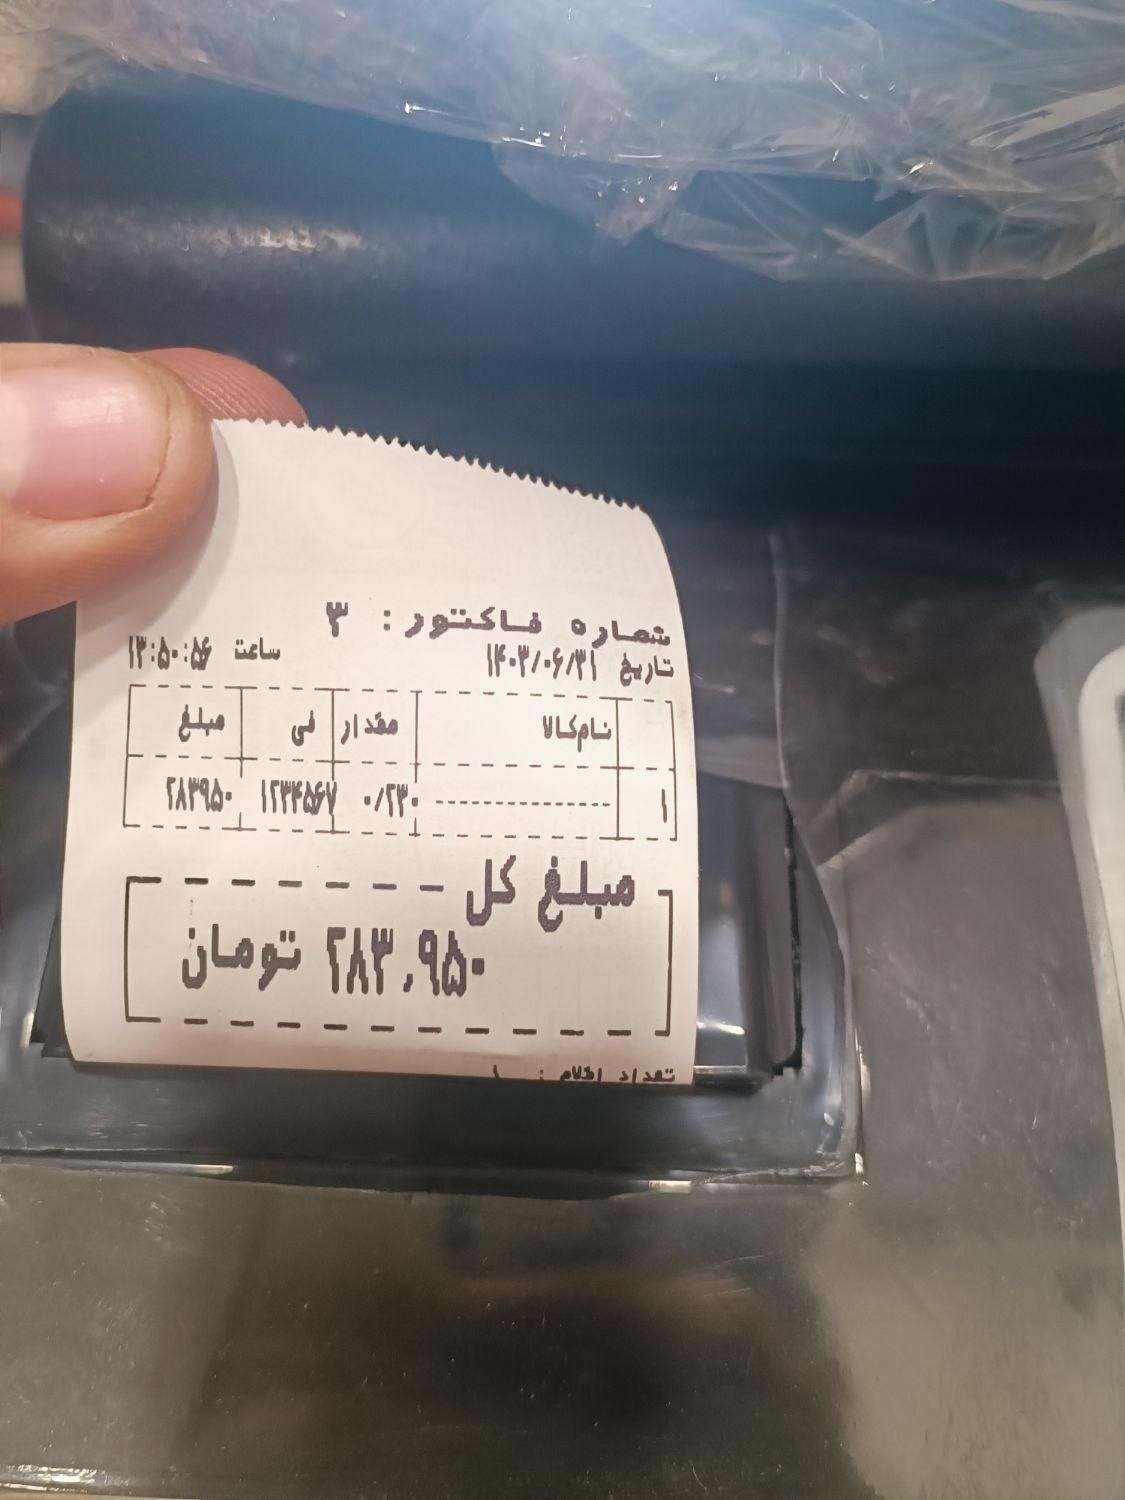 شماره فاکتور: ۳
تاریخ ۱۴۰۳/۰۶/۳۱ ساعت ۱۳:۵۰:۵۶
نام‌کالا مقدار فی مبلغ
۱ -------------- ۰/۲۳۰ ۱۲۳۴۵۶۷ ۲۸۳۹۵۰
مبلغ کل
۲۸۳,۹۵۰ تومان
تعداد اقلام : ۱